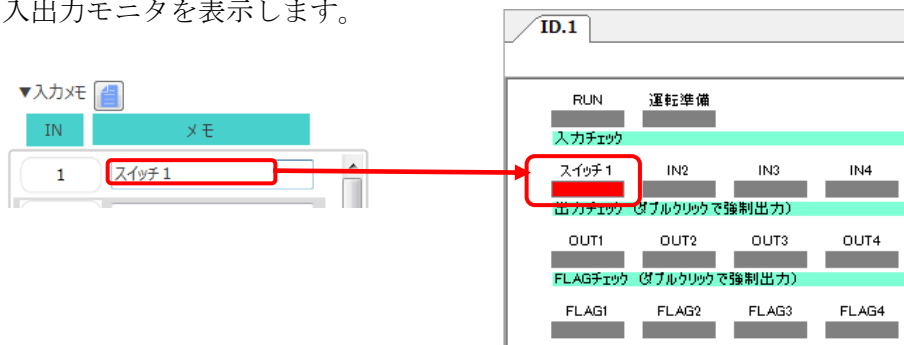 入出力モニタを表示します。
▼入力メモ
IN メモ
1 スイッチ1
ID.1
RUN 運転準備
入力チェック
スイッチ1 IN2 IN3 IN4
出力チェック (ダブルクリックで強制出力)
OUT1 OUT2 OUT3 OUT4
FLAGチェック (ダブルクリックで強制出力)
FLAG1 FLAG2 FLAG3 FLAG4